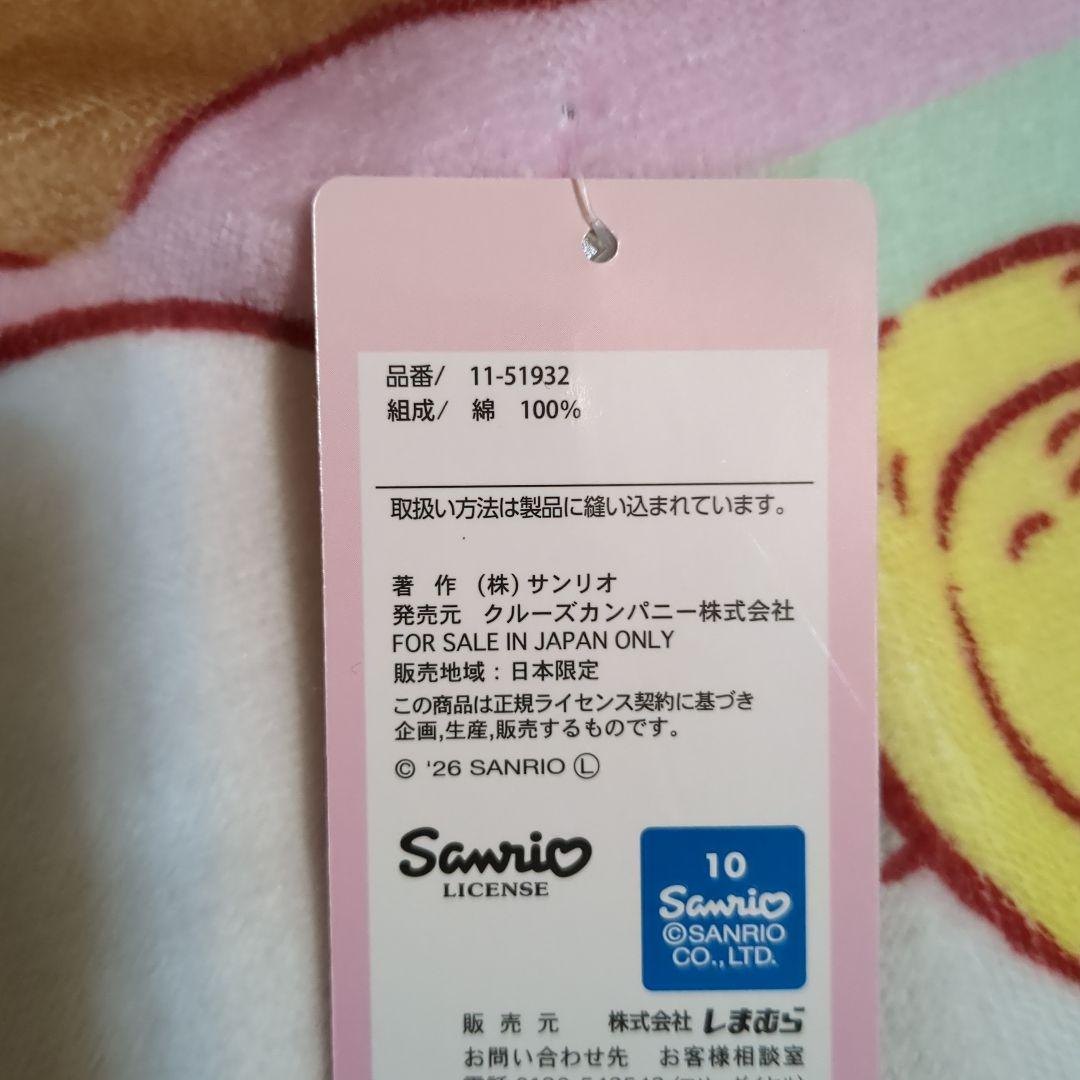 品番/ 11-51932
組成/ 綿 100%
取扱い方法は製品に縫い込まれています。
著 作 (株) サンリオ
発売元 クルーズカンパニー株式会社
FOR SALE IN JAPAN ONLY
販売地域：日本限定
この商品は正規ライセンス契約に基づき
企画,生産,販売するものです。
© '26 SANRIO Ⓛ
Sanrio
LICENSE
10
Sanrio
©SANRIO
CO., LTD.
販 売 元 株式会社 しまむら
お問い合わせ先 お客様相談室